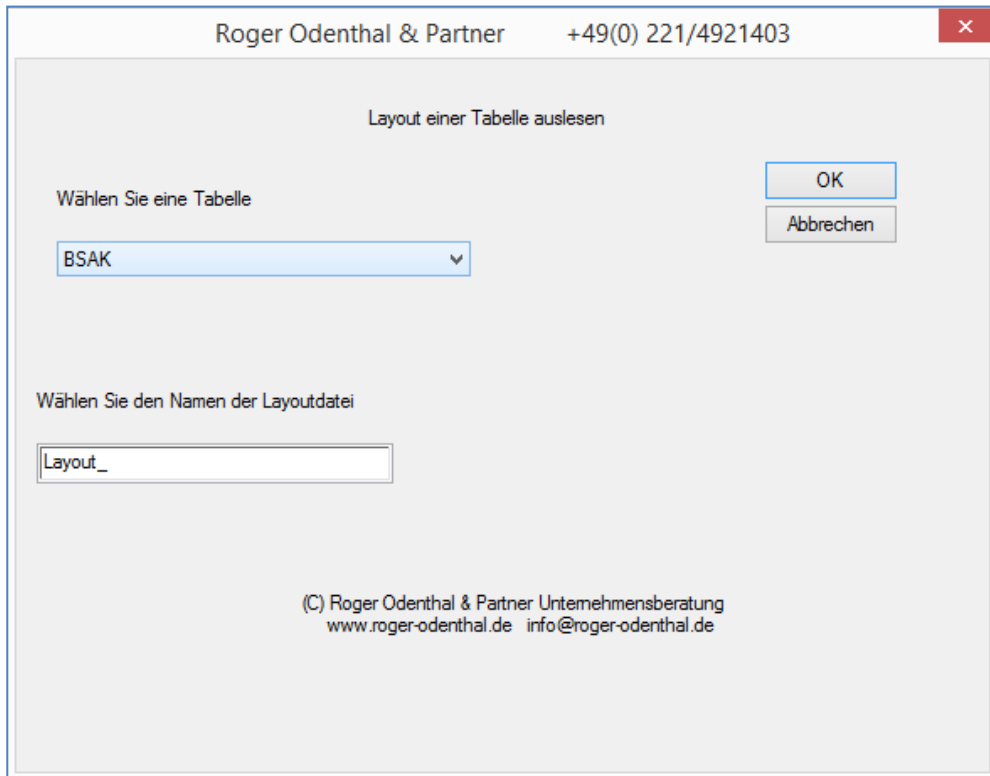 Roger Odenthal & Partner +49(0) 221/4921403
Layout einer Tabelle auslesen
OK
Wählen Sie eine Tabelle
Abbrechen
BSAK
Wählen Sie den Namen der Layoutdatei
Layout_
(C) Roger Odenthal & Partner Unternehmensberatung
www.roger-odenthal.de info@roger-odenthal.de